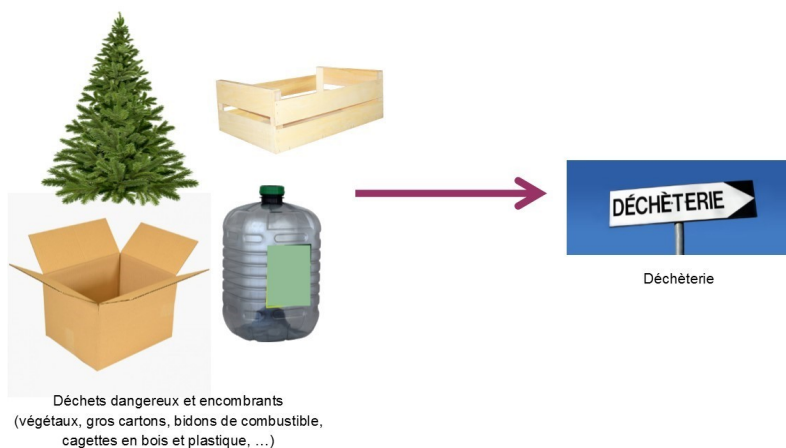 DÉCHÈTERIE
Déchèterie
Déchets dangereux et encombrants
(végétaux, gros cartons, bidons de combustible,
cagettes en bois et plastique, …)